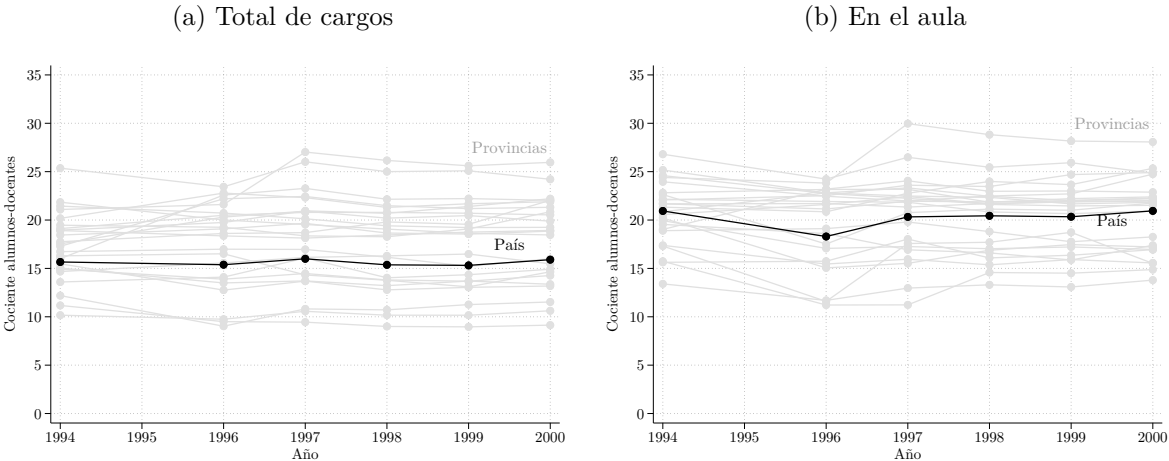 (a) Total de cargos
Cociente alumnos-docentes
35
30
25
20
15
10
5
0
Provincias
País
1994 1995 1996 1997 1998 1999 2000
Año
(b) En el aula
Cociente alumnos-docentes
35
30
25
20
15
10
5
0
Provincias
País
1994 1995 1996 1997 1998 1999 2000
Año